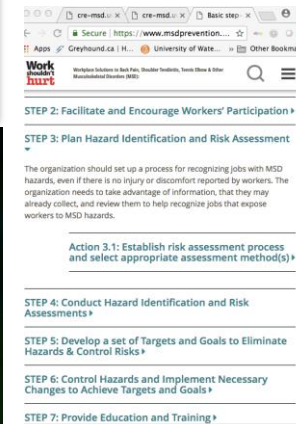 cre-msd.u
cre-msd.u
Basic step
Secure https://www.msdprevention....
Apps Greyhound.ca | H... University of Wate... » Other Bookma
Work
shouldn't
hurt
Workplace Solutions to Back Pain, Shoulder Tendinitis, Tennis Elbow & Other
Musculoskeletal Disorders (MSD)
STEP 2: Facilitate and Encourage Workers' Participation
STEP 3: Plan Hazard Identification and Risk Assessment
The organization should set up a process for recognizing jobs with MSD
hazards, even if there is no injury or discomfort reported by workers. The
organization needs to take advantage of information, that they may
already collect, and review them to help recognize jobs that expose
workers to MSD hazards.
Action 3.1: Establish risk assessment process
and select appropriate assessment method(s)
STEP 4: Conduct Hazard Identification and Risk
Assessments
STEP 5: Develop a set of Targets and Goals to Eliminate
Hazards & Control Risks
STEP 6: Control Hazards and Implement Necessary
Changes to Achieve Targets and Goals
STEP 7: Provide Education and Training